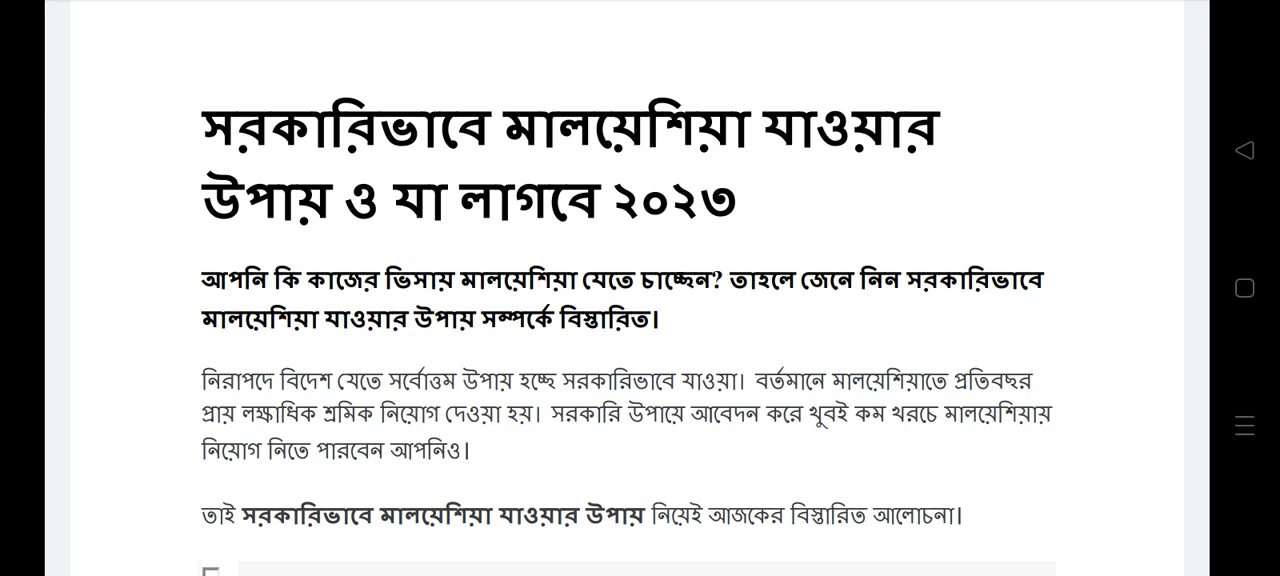 সরকারিভাবে মালয়েশিয়া যাওয়ার
উপায় ও যা লাগবে ২০২৩
আপনি কি কাজের ভিসায় মালয়েশিয়া যেতে চাচ্ছেন? তাহলে জেনে নিন সরকারিভাবে
মালয়েশিয়া যাওয়ার উপায় সম্পর্কে বিস্তারিত।
নিরাপদে বিদেশ যেতে সর্বোত্তম উপায় হচ্ছে সরকারিভাবে যাওয়া। বর্তমানে মালয়েশিয়াতে প্রতিবছর
প্রায় লক্ষাধিক শ্রমিক নিয়োগ দেওয়া হয়। সরকারি উপায়ে আবেদন করে খুবই কম খরচে মালয়েশিয়ায়
নিয়োগ নিতে পারবেন আপনিও।
তাই সরকারিভাবে মালয়েশিয়া যাওয়ার উপায় নিয়েই আজকের বিস্তারিত আলোচনা।